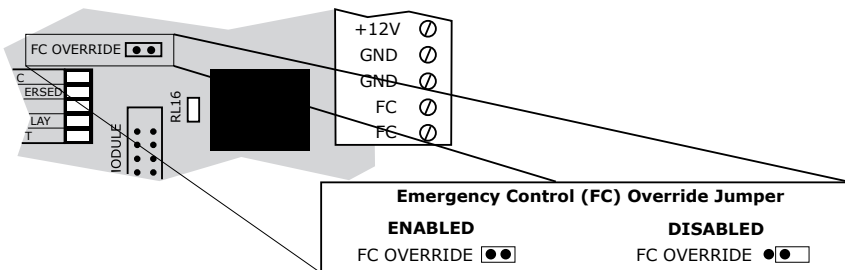 +12V
GND
GND
FC
FC
FC OVERRIDE
C
ERSED
LAY
T
RL16
ODULE
Emergency Control (FC) Override Jumper
ENABLED
DISABLED
FC OVERRIDE
FC OVERRIDE